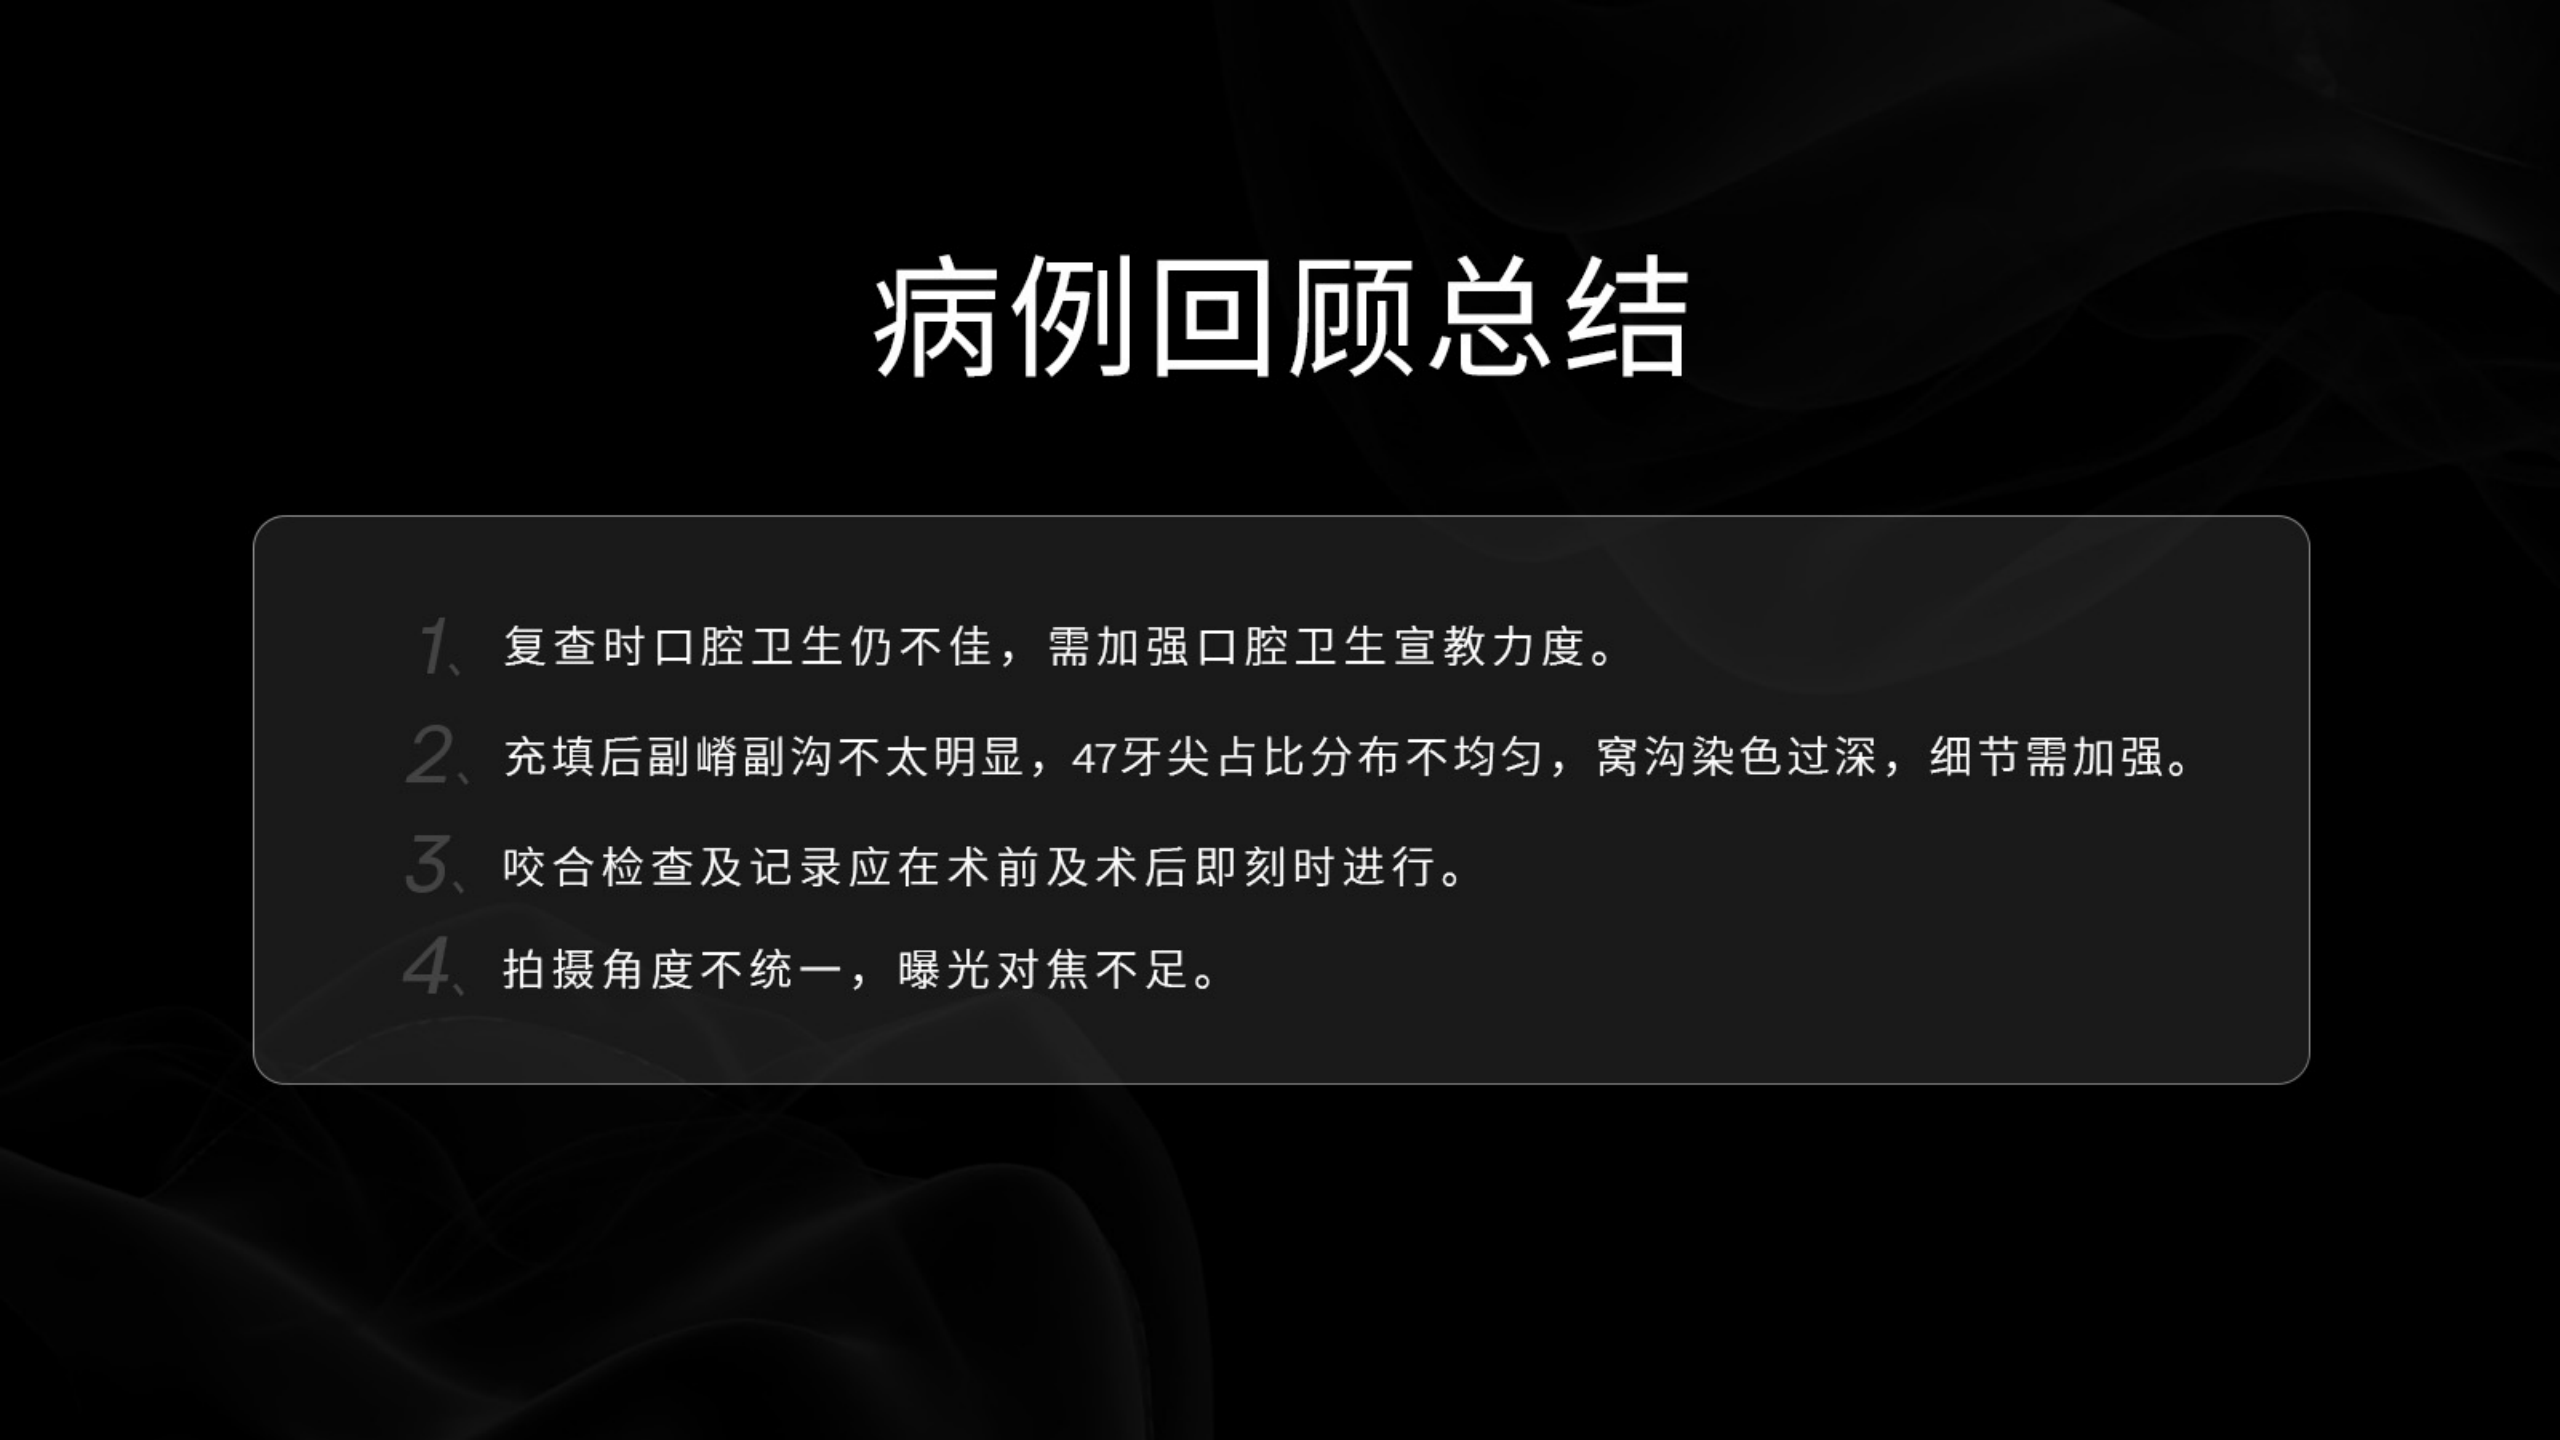 病例回顾总结
1、复查时口腔卫生仍不佳，需加强口腔卫生宣教力度。
2、充填后副嵴副沟不太明显，47牙尖占比分布不均匀，窝沟染色过深，细节需加强。
3、咬合检查及记录应在术前及术后即刻时进行。
4、拍摄角度不统一，曝光对焦不足。